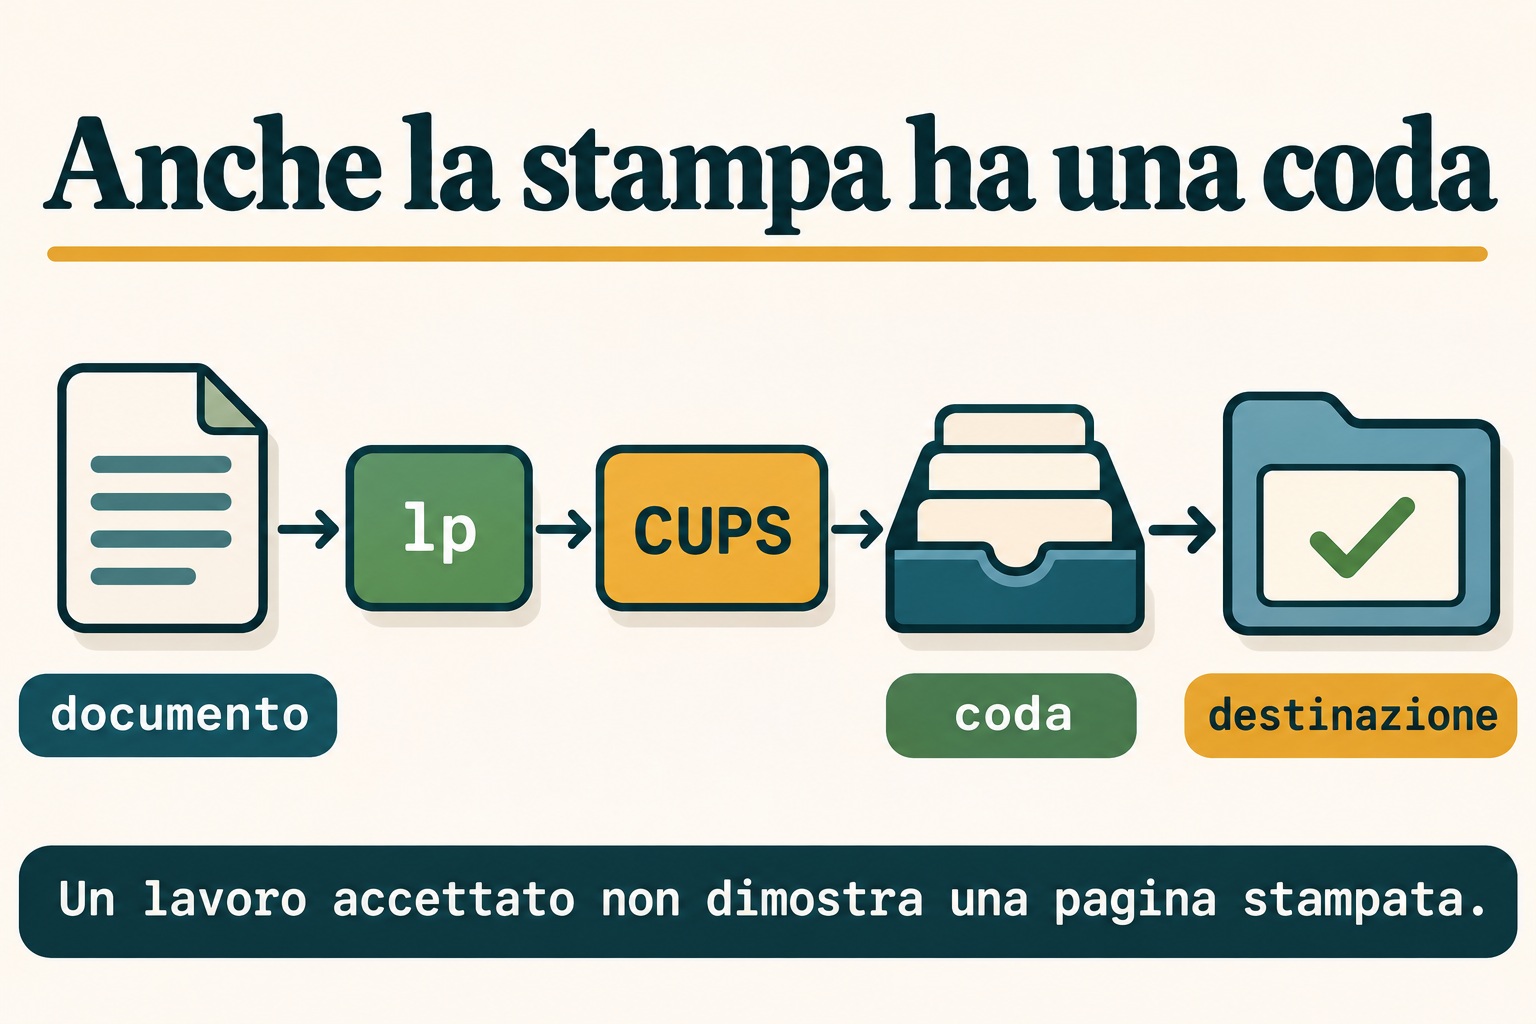 Anche la stampa ha una coda
lp
CUPS
documento
coda
destinazione
Un lavoro accettato non dimostra una pagina stampata.